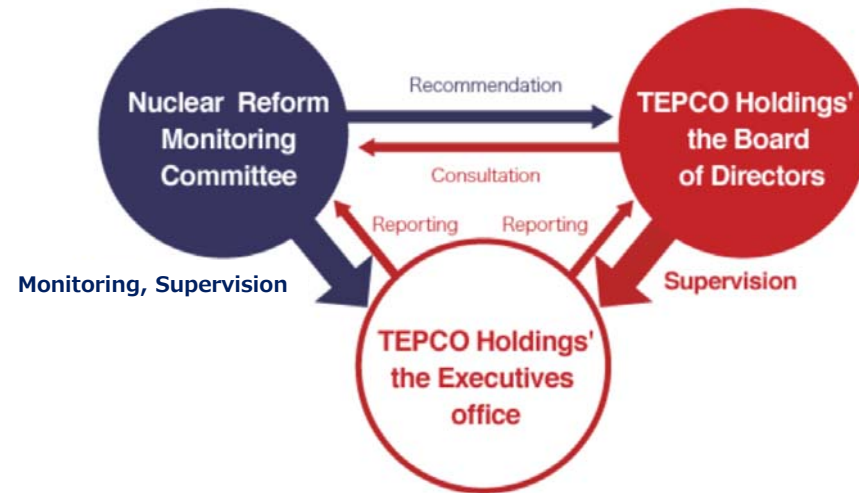 Nuclear Reform
Monitoring
Committee
Recommendation
Consultation
TEPCO Holdings'
the Board
of Directors
Reporting
Reporting
Monitoring, Supervision
Supervision
TEPCO Holdings'
the Executives
office